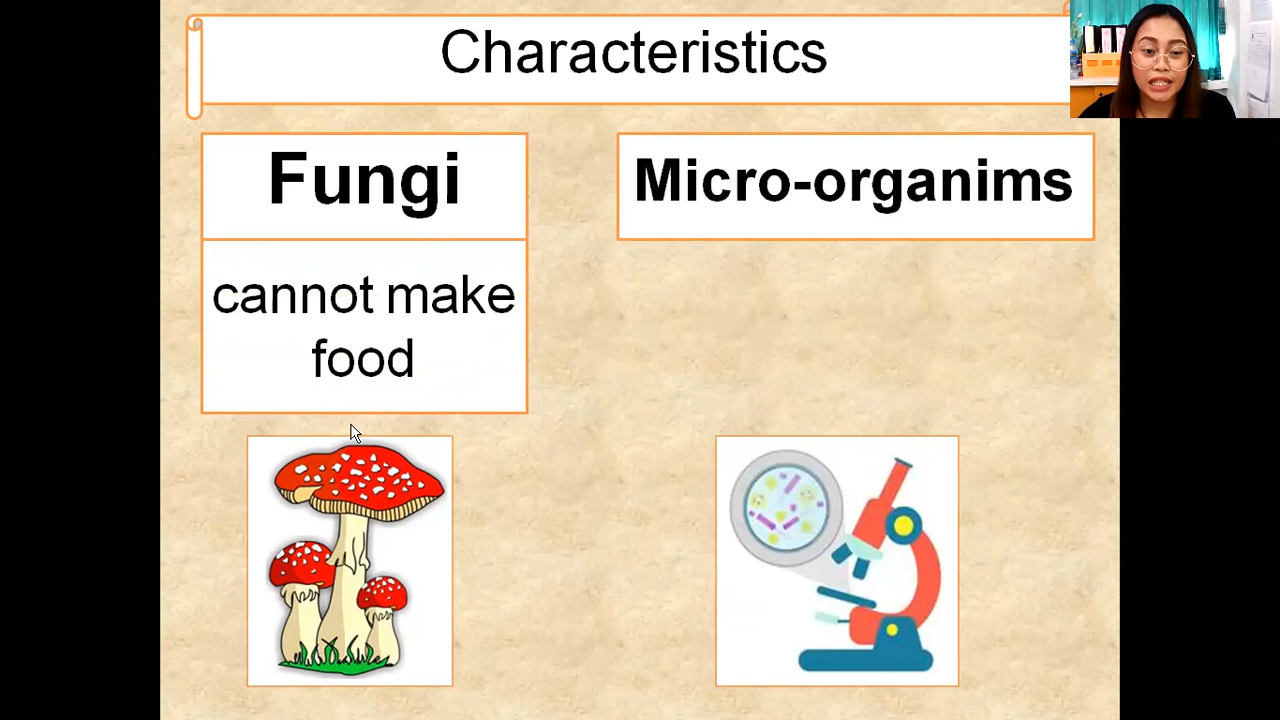 Characteristics
Fungi
cannot make
food
Micro-organims